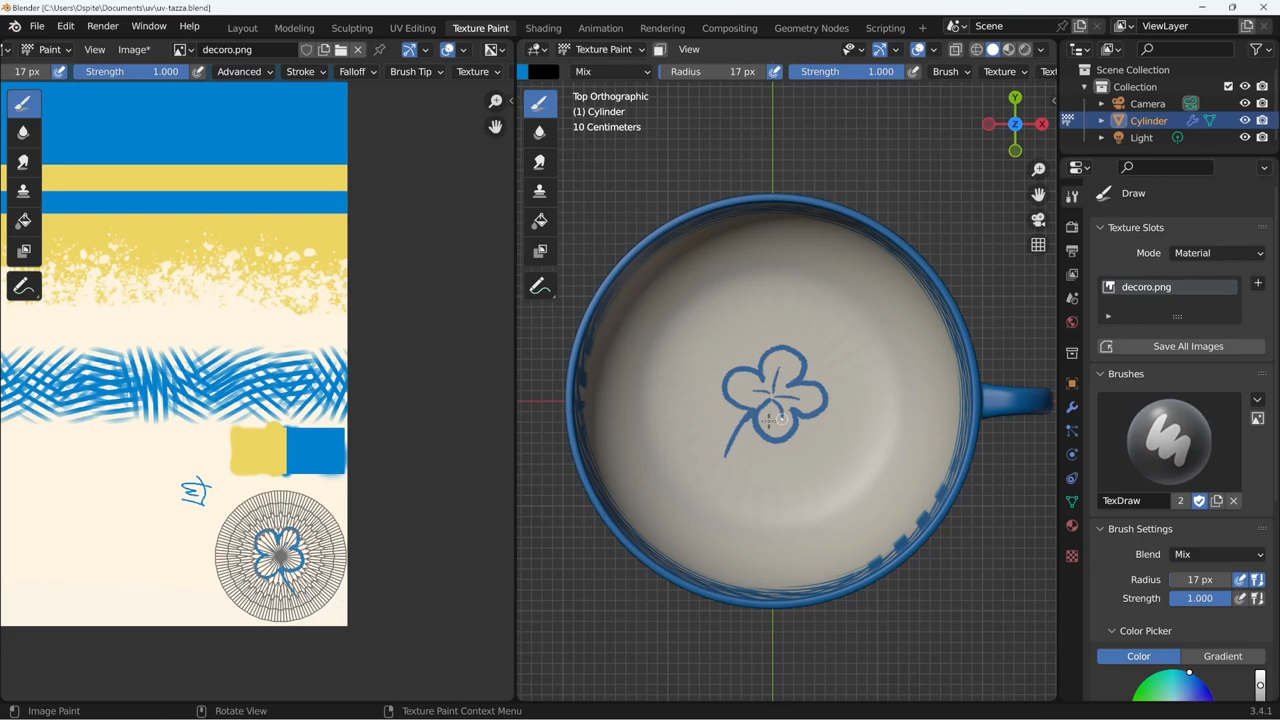 Blender [C:\Users\Ospite\Documents\uv\uv-tazza.blend]
File Edit Render Window Help
Layout Modeling Sculpting UV Editing Texture Paint Shading Animation Rendering Compositing Geometry Nodes Scripting
Scene
ViewLayer
Paint View Image* decoro.png
Texture Paint View
17 px Strength 1.000 Advanced Stroke Falloff Brush Tip Texture
Mix Radius 17 px Strength 1.000 Brush Texture Text
Top Orthographic
(1) Cylinder
10 Centimeters
Y
Z
X
Scene Collection
Collection
Camera
Cylinder
Light
Draw
Texture Slots
Mode Material
decoro.png
Save All Images
Brushes
TexDraw 2
Brush Settings
Blend Mix
Radius 17 px
Strength 1.000
Color Picker
Color Gradient
Image Paint Rotate View Texture Paint Context Menu 3.4.1